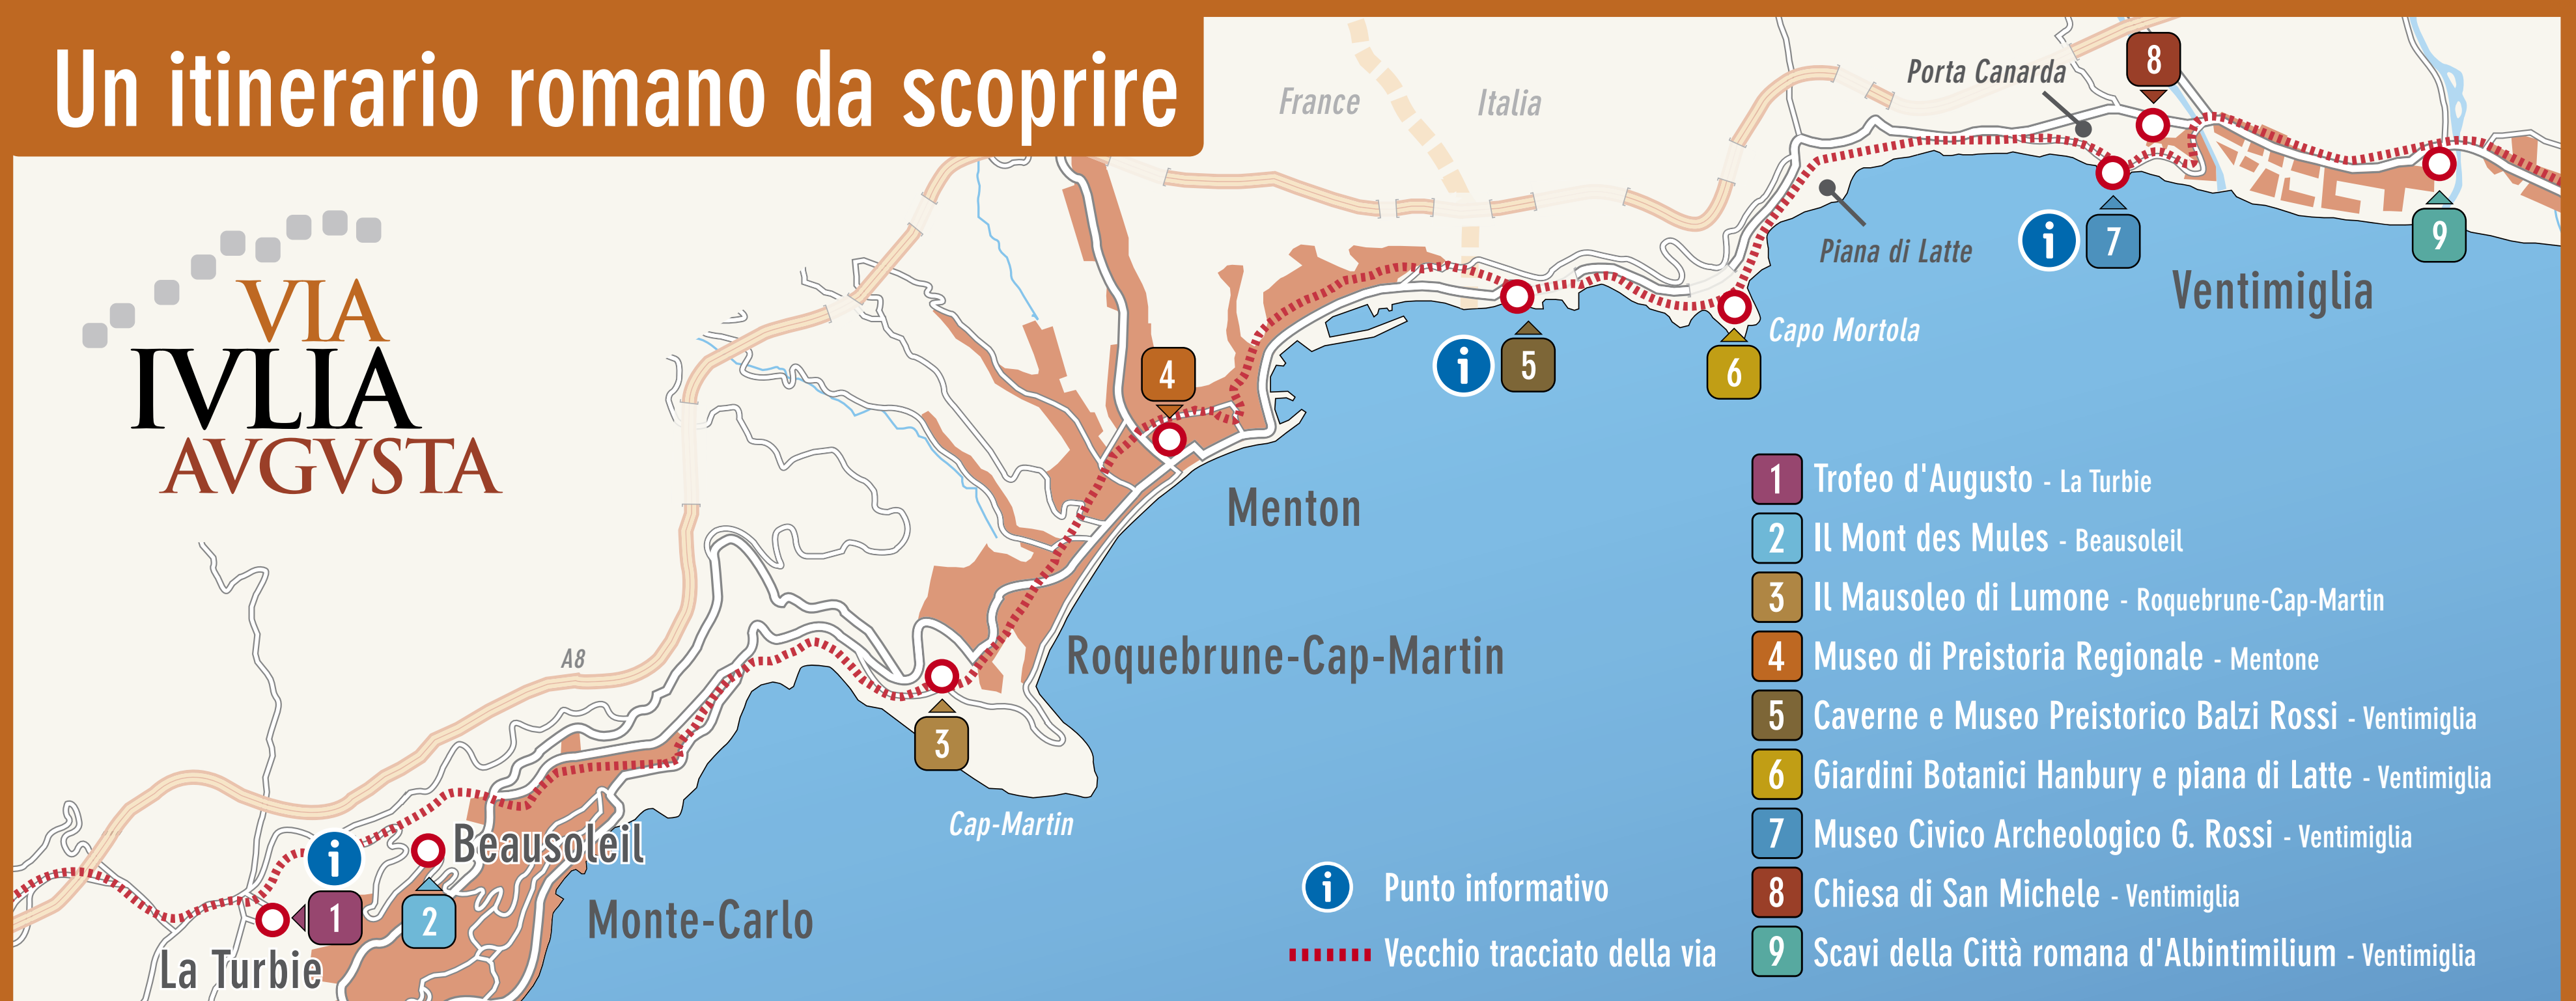 Un itinerario romano da scoprire
France
Italia
Porta Canarda
8
Piana di Latte
i
7
9
Ventimiglia
VIA
IVLIA
AVGVSTA
4
i
5
6
Capo Mortola
Menton
A8
Roquebrune-Cap-Martin
3
Cap-Martin
i
1
Beausoleil
2
La Turbie
Monte-Carlo
i Punto informativo
Vecchio tracciato della via
1 Trofeo d'Augusto - La Turbie
2 Il Mont des Mules - Beausoleil
3 Il Mausoleo di Lumone - Roquebrune-Cap-Martin
4 Museo di Preistoria Regionale - Mentone
5 Caverne e Museo Preistorico Balzi Rossi - Ventimiglia
6 Giardini Botanici Hanbury e piana di Latte - Ventimiglia
7 Museo Civico Archeologico G. Rossi - Ventimiglia
8 Chiesa di San Michele - Ventimiglia
9 Scavi della Città romana d'Albintimilium - Ventimiglia